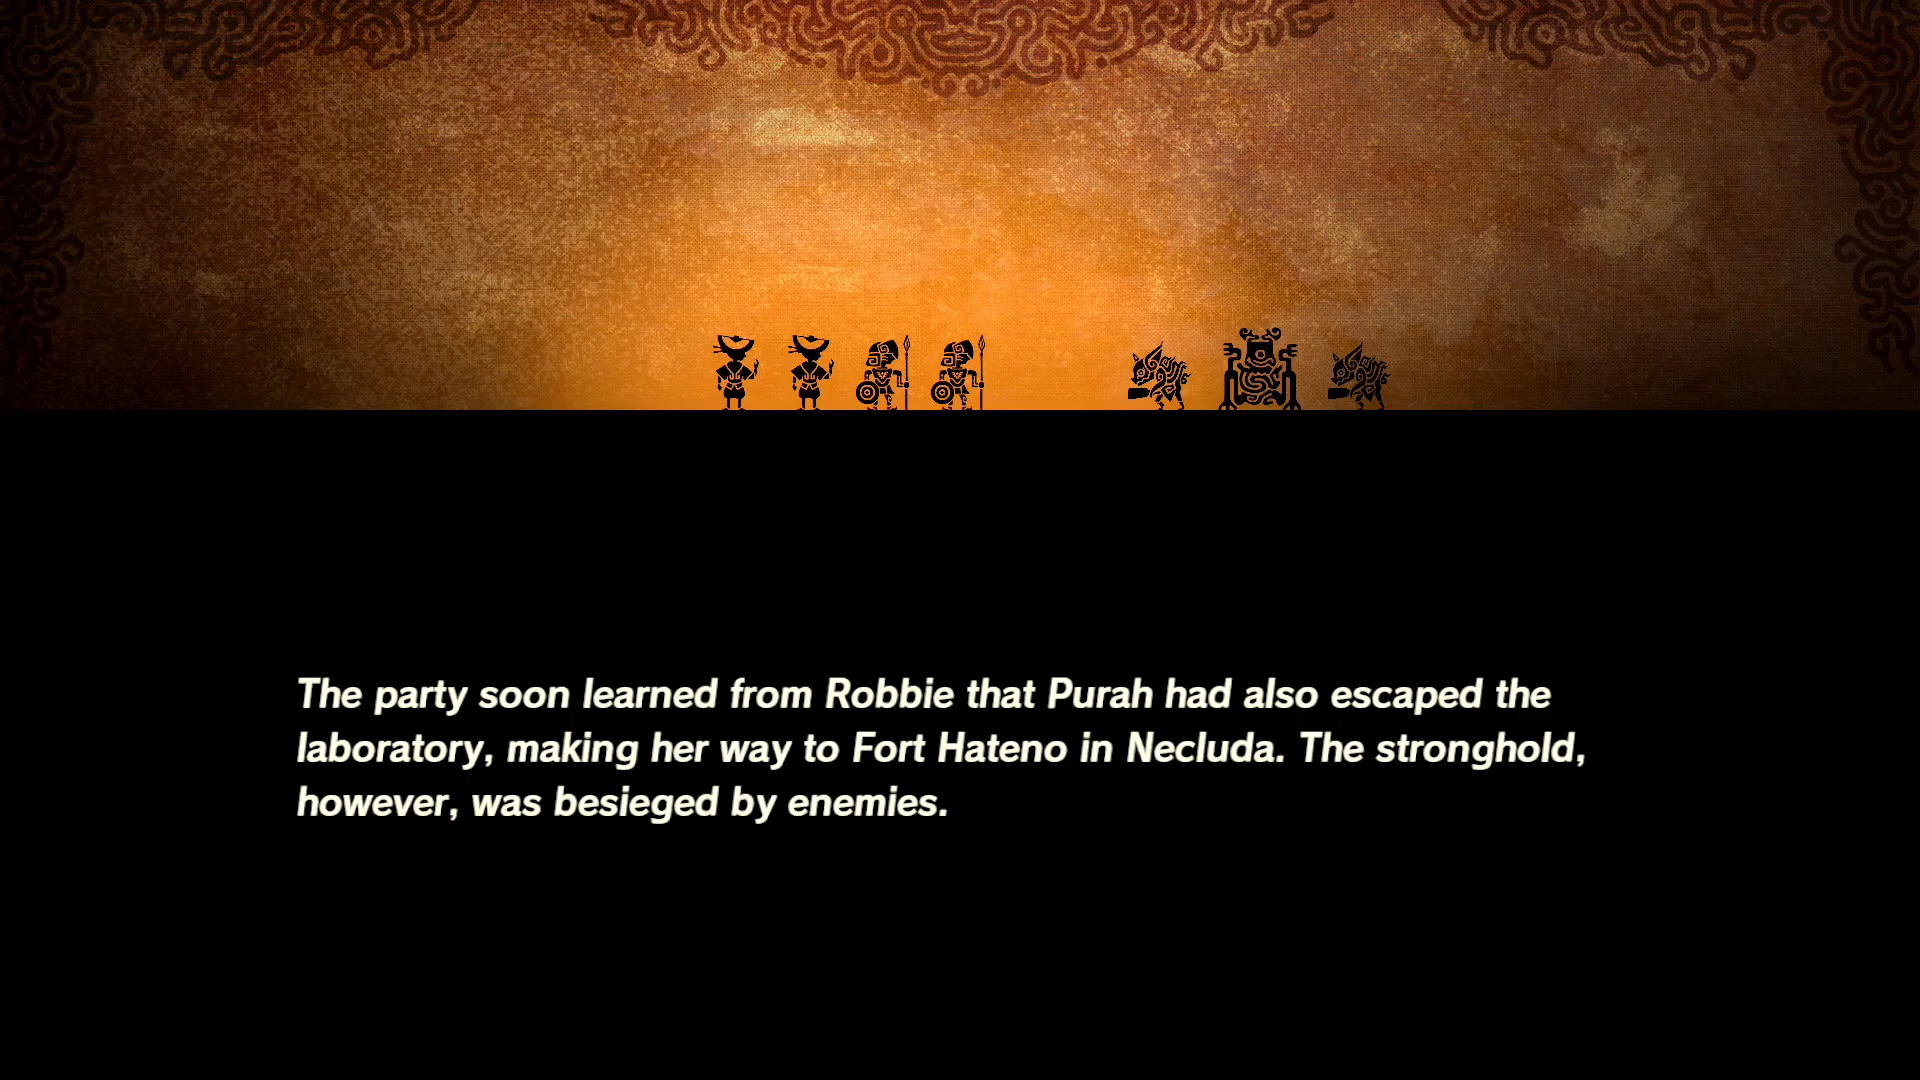 The party soon learned from Robbie that Purah had also escaped the
laboratory, making her way to Fort Hateno in Necluda. The stronghold,
however, was besieged by enemies.